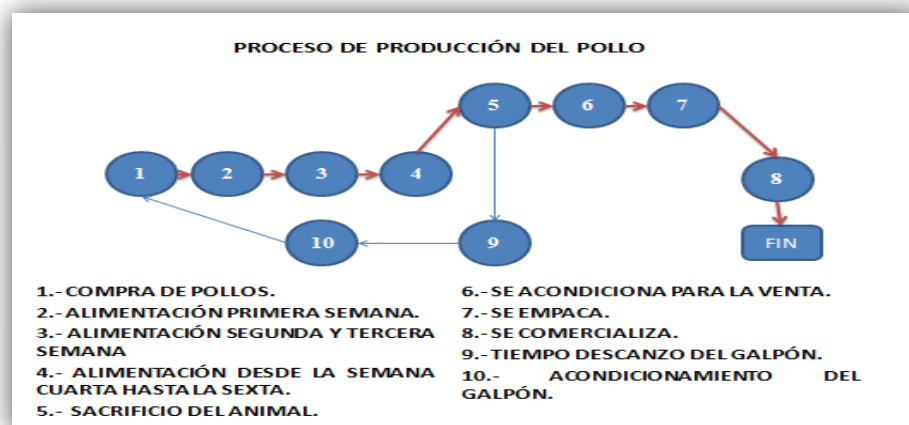 PROCESO DE PRODUCCIÓN DEL POLLO
5
6
7
1
2
3
4
8
10
9
FIN
1.- COMPRA DE POLLOS.
2.- ALIMENTACIÓN PRIMERA SEMANA.
3.- ALIMENTACIÓN SEGUNDA Y TERCERA
SEMANA
4.- ALIMENTACIÓN DESDE LA SEMANA
CUARTA HASTA LA SEXTA.
5.- SACRIFICIO DEL ANIMAL.
6.- SE ACONDICIONA PARA LA VENTA.
7.- SE EMPACA.
8.- SE COMERCIALIZA.
9.- TIEMPO DESCANZO DEL GALPÓN.
10.- ACONDICIONAMIENTO DEL
GALPÓN.